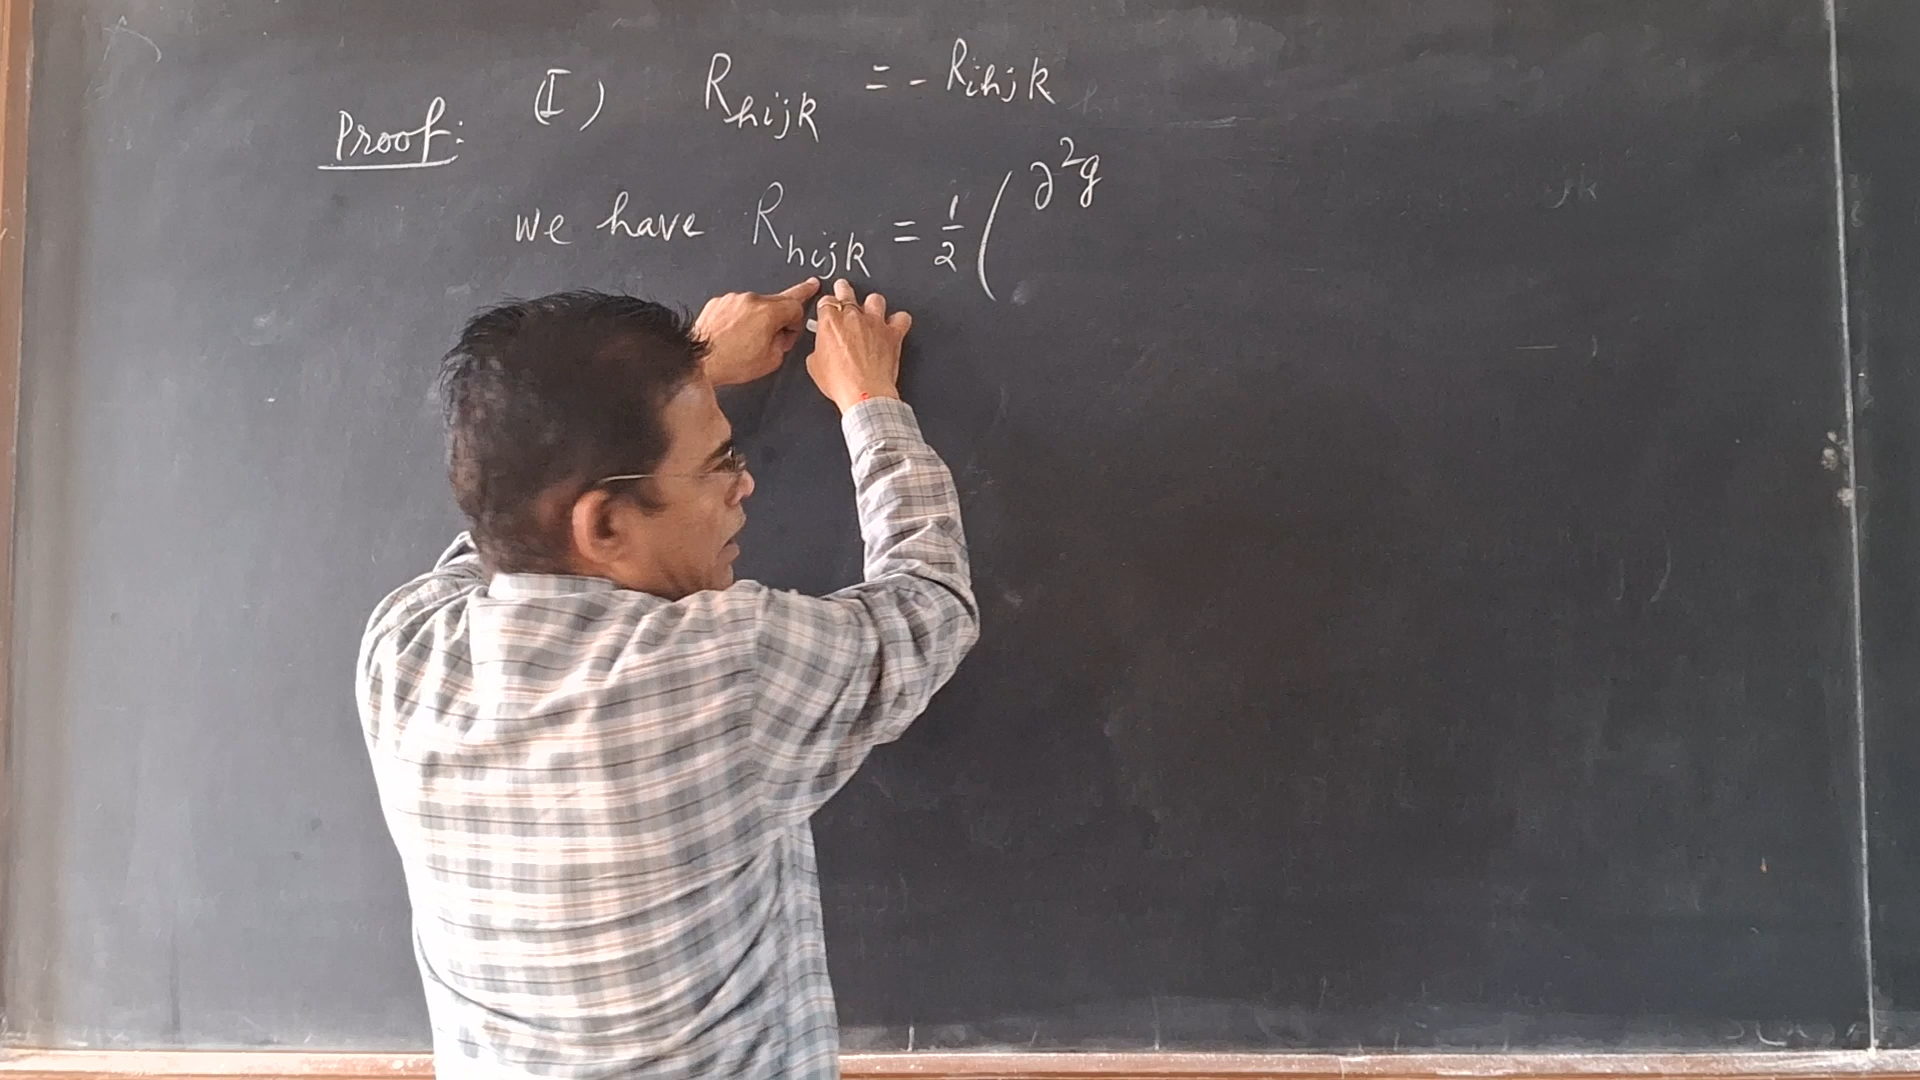 Proof: (I) R_hijk = - R_ihjk
we have R_hijk = 1/2 ( ∂²g